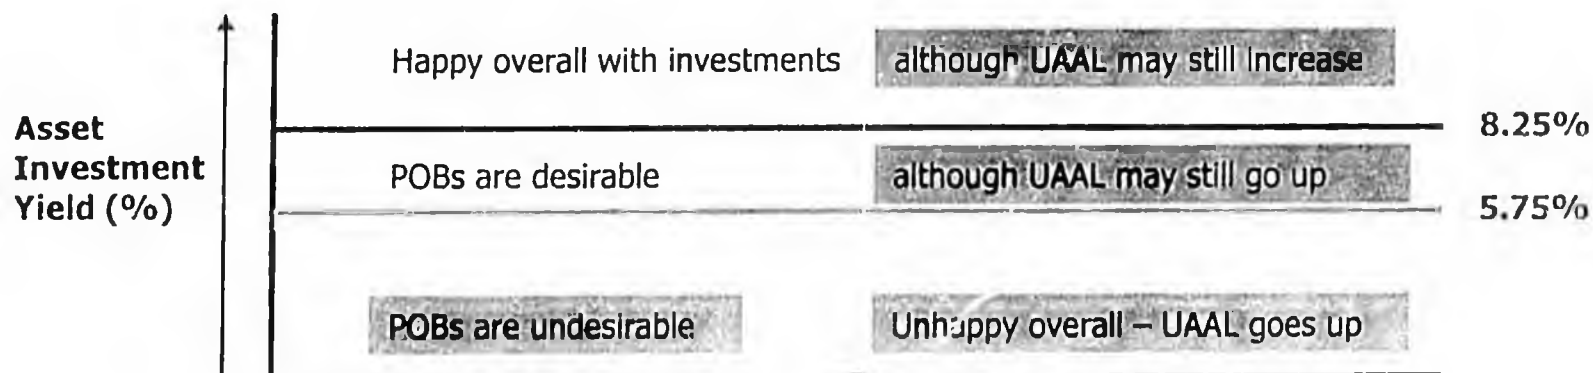 Happy overall with investments although UAAL may still increase
8.25%
Asset
Investment
Yield (%)
POBs are desirable although UAAL may still go up
5.75%
POBs are undesirable Unhappy overall – UAAL goes up